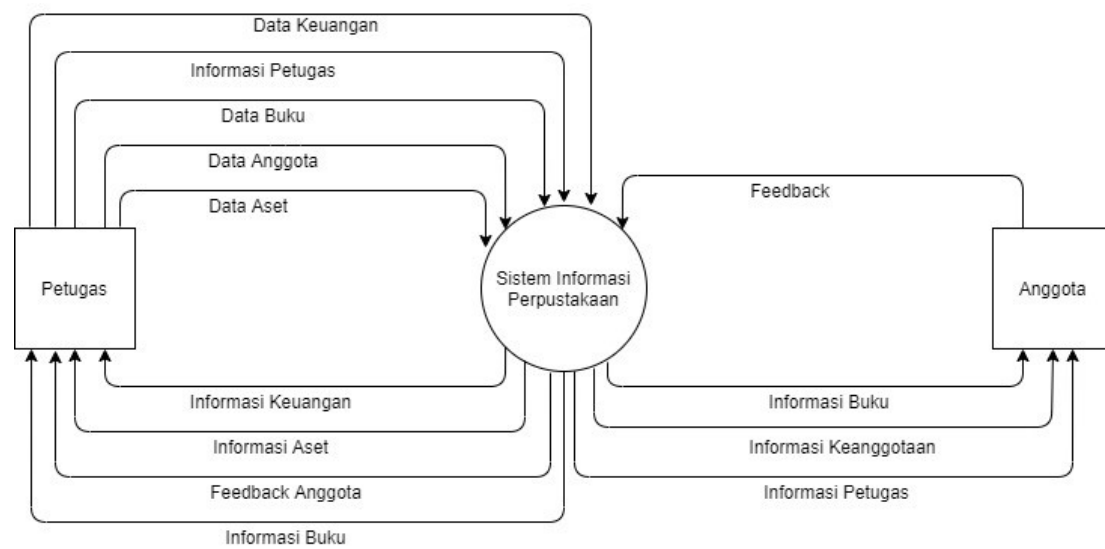 Data Keuangan
Informasi Petugas
Data Buku
Data Anggota
Data Aset
Feedback
Petugas
Sistem Informasi
Perpustakaan
Anggota
Informasi Keuangan
Informasi Buku
Informasi Aset
Informasi Keanggotaan
Feedback Anggota
Informasi Petugas
Informasi Buku